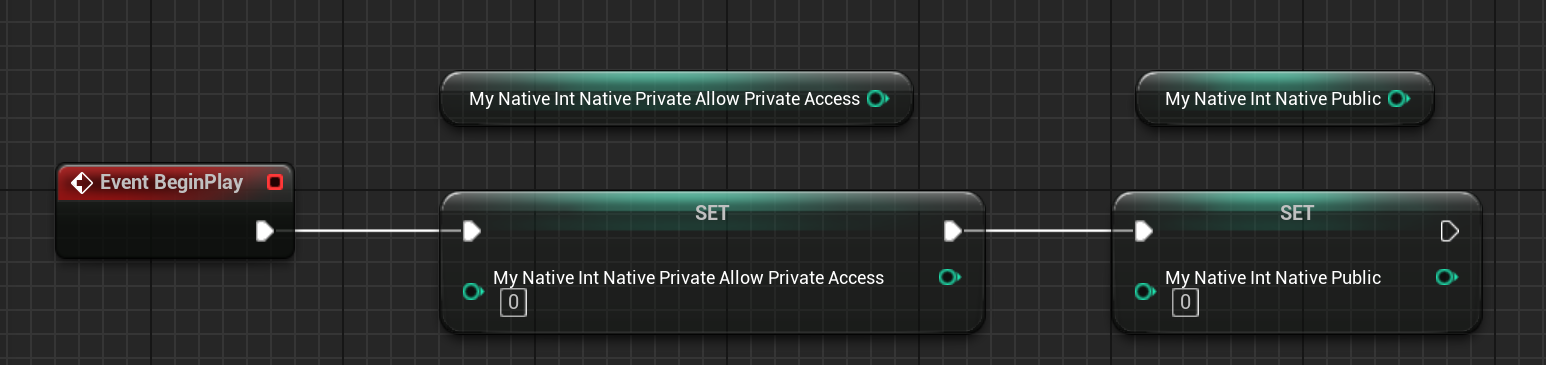 My Native Int Native Private Allow Private Access
My Native Int Native Public
Event BeginPlay
SET
SET
My Native Int Native Private Allow Private Access
0
My Native Int Native Public
0